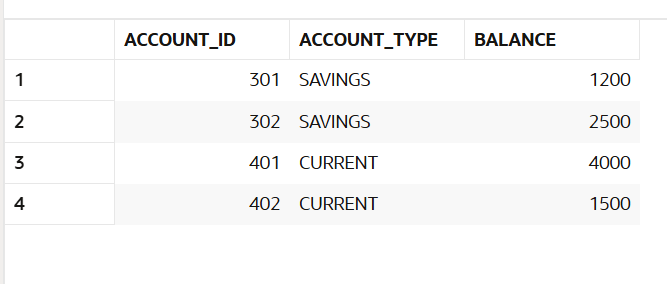 ACCOUNT_ID ACCOUNT_TYPE BALANCE
1 301 SAVINGS 1200
2 302 SAVINGS 2500
3 401 CURRENT 4000
4 402 CURRENT 1500